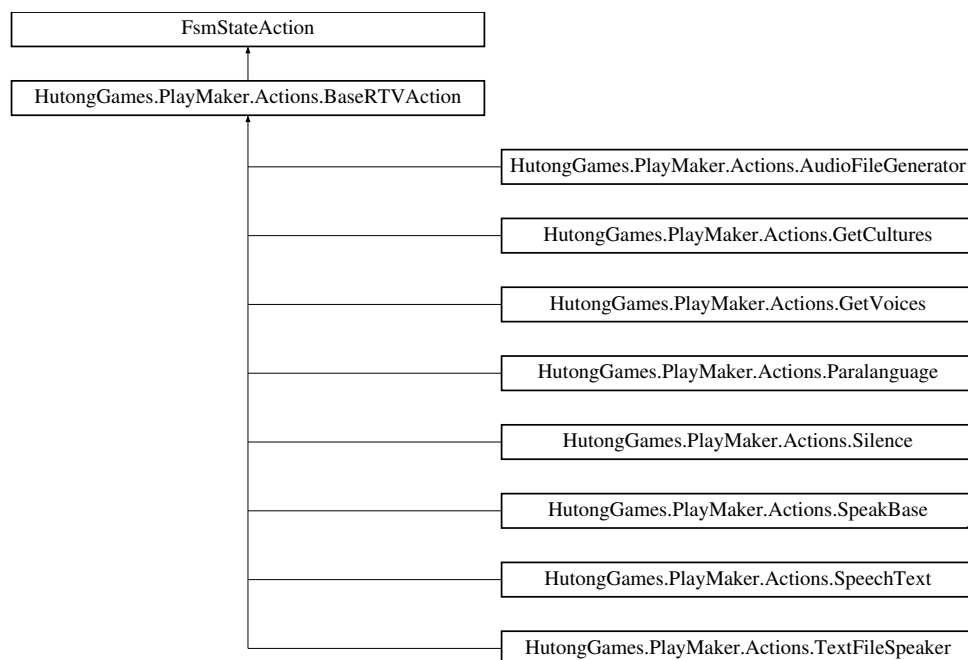 FsmStateAction
HutongGames.PlayMaker.Actions.BaseRTVAction
HutongGames.PlayMaker.Actions.AudioFileGenerator
HutongGames.PlayMaker.Actions.GetCultures
HutongGames.PlayMaker.Actions.GetVoices
HutongGames.PlayMaker.Actions.Paralanguage
HutongGames.PlayMaker.Actions.Silence
HutongGames.PlayMaker.Actions.SpeakBase
HutongGames.PlayMaker.Actions.SpeechText
HutongGames.PlayMaker.Actions.TextFileSpeaker